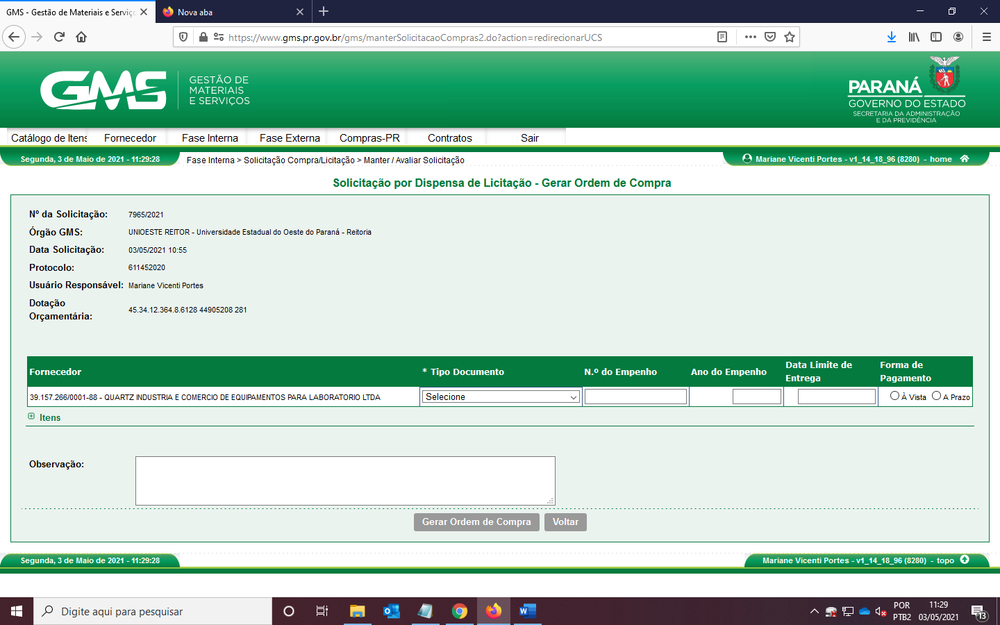 GMS - Gestão de Materiais e Serviç
Nova aba
https://www.gms.pr.gov.br/gms/manterSolicitacaoCompras2.do?action=redirecionarUCS
GMS
GESTÃO DE
MATERIAIS
E SERVIÇOS
PARANÁ
GOVERNO DO ESTADO
SECRETARIA DA ADMINISTRAÇÃO
E DA PREVIDÊNCIA
Catálogo de Itens Fornecedor Fase Interna Fase Externa Compras-PR Contratos Sair
Segunda, 3 de Maio de 2021 - 11:29:28
Fase Interna > Solicitação Compra/Licitação > Manter / Avaliar Solicitação
Mariane Vicenti Portes - v1_14_18_96 (8280) - home
Solicitação por Dispensa de Licitação - Gerar Ordem de Compra
Nº da Solicitação: 7965/2021
Órgão GMS: UNIOESTE REITOR - Universidade Estadual do Oeste do Paraná - Reitoria
Data Solicitação: 03/05/2021 10:55
Protocolo: 611452020
Usuário Responsável: Mariane Vicenti Portes
Dotação
Orçamentária: 45.34.12.364.8.6128 44905208 281
Fornecedor * Tipo Documento N.º do Empenho Ano do Empenho Data Limite de Entrega Forma de Pagamento
39.157.266/0001-88 - QUARTZ INDUSTRIA E COMERCIO DE EQUIPAMENTOS PARA LABORATORIO LTDA Selecione À Vista A Prazo
Itens
Observação:
Gerar Ordem de Compra Voltar
Segunda, 3 de Maio de 2021 - 11:29:28
Mariane Vicenti Portes - v1_14_18_96 (8280) - topo
Digite aqui para pesquisar
POR
PTB2
11:29
03/05/2021
13